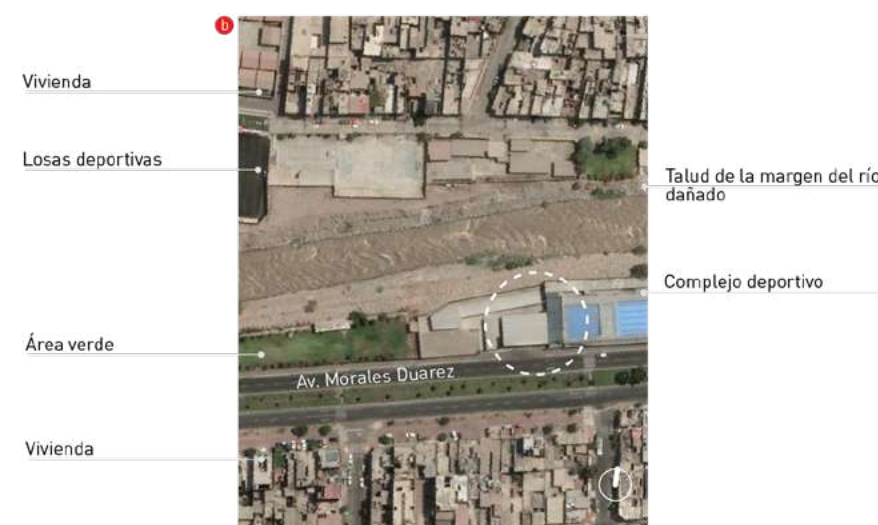 b
Vivienda
Losas deportivas
Talud de la margen del río
dañado
Complejo deportivo
Área verde
Av. Morales Duarez
Vivienda